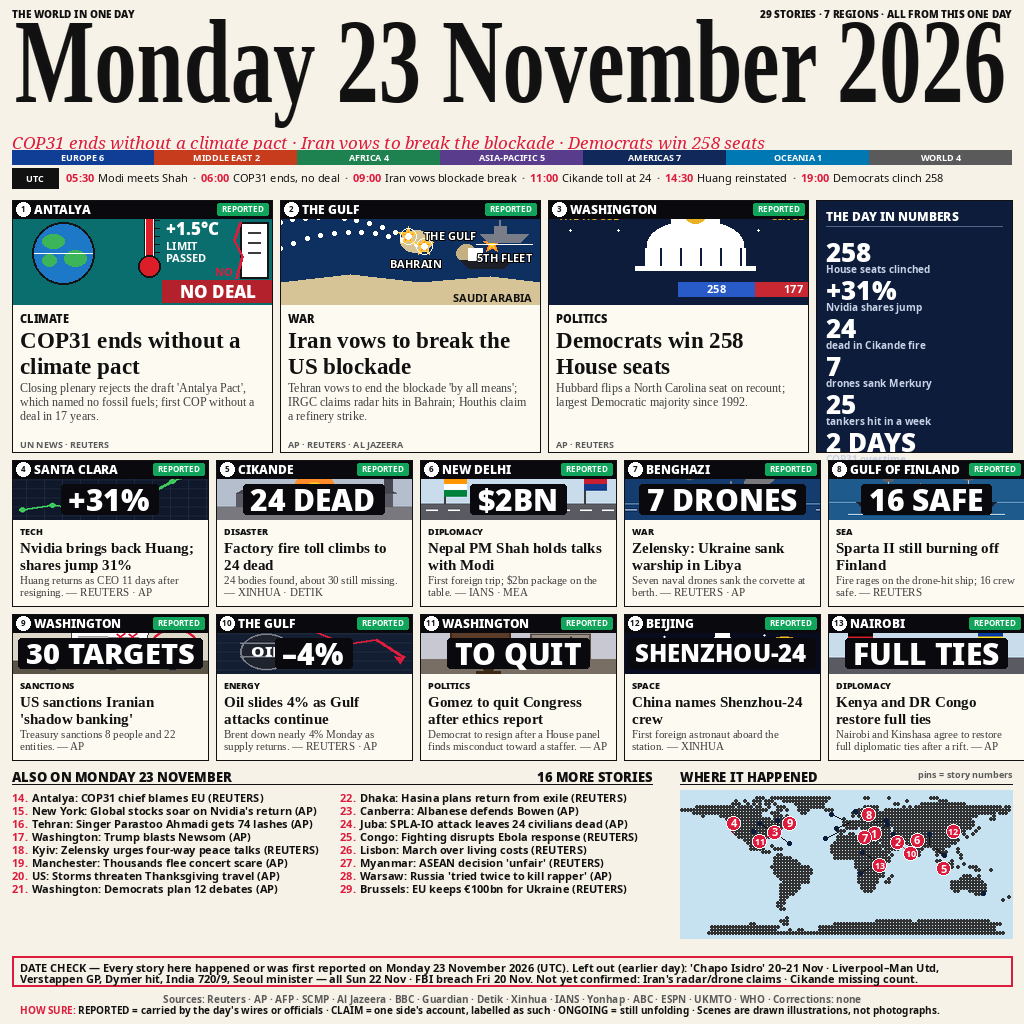 THE WORLD IN ONE DAY
29 STORIES · 7 REGIONS · ALL FROM THIS ONE DAY
Monday 23 November 2026
COP31 ends without a climate pact · Iran vows to break the blockade · Democrats win 258 seats
EUROPE 6
MIDDLE EAST 2
AFRICA 4
ASIA-PACIFIC 5
AMERICAS 7
OCEANIA 1
WORLD 4
UTC
05:30 Modi meets Shah · 06:00 COP31 ends, no deal · 09:00 Iran vows blockade break · 11:00 Cikande toll at 24 · 14:30 Huang reinstated · 19:00 Democrats clinch 258
1 ANTALYA
REPORTED
+1.5°C
LIMIT
PASSED
NO
NO DEAL
CLIMATE
COP31 ends without a
climate pact
Closing plenary rejects the draft 'Antalya Pact',
which named no fossil fuels; first COP without a
deal in 17 years.
UN NEWS · REUTERS
2 THE GULF
REPORTED
THE GULF
BAHRAIN
5TH FLEET
SAUDI ARABIA
WAR
Iran vows to break the
US blockade
Tehran vows to end the blockade 'by all means';
IRGC claims radar hits in Bahrain; Houthis claim
a refinery strike.
AP · REUTERS · AL JAZEERA
3 WASHINGTON
REPORTED
258
177
POLITICS
Democrats win 258
House seats
Hubbard flips a North Carolina seat on recount;
largest Democratic majority since 1992.
AP · REUTERS
THE DAY IN NUMBERS
258
House seats clinched
+31%
Nvidia shares jump
24
dead in Cikande fire
7
drones sank Merkury
25
tankers hit in a week
2 DAYS
COP31 overtime
4 SANTA CLARA
REPORTED
+31%
TECH
Nvidia brings back Huang;
shares jump 31%
Huang returns as CEO 11 days after
resigning. — REUTERS · AP
5 CIKANDE
REPORTED
24 DEAD
DISASTER
Factory fire toll climbs to
24 dead
24 bodies found, about 30 still missing.
— XINHUA · DETIK
6 NEW DELHI
REPORTED
$2BN
DIPLOMACY
Nepal PM Shah holds talks
with Modi
First foreign trip; $2bn package on the
table. — IANS · MEA
7 BENGHAZI
REPORTED
7 DRONES
WAR
Zelensky: Ukraine sank
warship in Libya
Seven naval drones sank the corvette at
berth. — REUTERS · AP
8 GULF OF FINLAND
REPORTED
16 SAFE
SEA
Sparta II still burning off
Finland
Fire rages on the drone-hit ship; 16 crew
safe. — REUTERS
9 WASHINGTON
REPORTED
30 TARGETS
SANCTIONS
US sanctions Iranian
'shadow banking'
Treasury sanctions 8 people and 22
entities. — AP
10 THE GULF
REPORTED
OIL
–4%
ENERGY
Oil slides 4% as Gulf
attacks continue
Brent down nearly 4% Monday as
supply returns. — REUTERS · AP
11 WASHINGTON
REPORTED
TO QUIT
POLITICS
Gomez to quit Congress
after ethics report
Democrat to resign after a House panel
finds misconduct toward a staffer. — AP
12 BEIJING
REPORTED
SHENZHOU-24
SPACE
China names Shenzhou-24
crew
First foreign astronaut aboard the
station. — XINHUA
13 NAIROBI
REPORTED
FULL TIES
DIPLOMACY
Kenya and DR Congo
restore full ties
Nairobi and Kinshasa agree to restore
full diplomatic ties after a rift. — AP
ALSO ON MONDAY 23 NOVEMBER
16 MORE STORIES
14. Antalya: COP31 chief blames EU (REUTERS)
15. New York: Global stocks soar on Nvidia's return (AP)
16. Tehran: Singer Parastoo Ahmadi gets 74 lashes (AP)
17. Washington: Trump blasts Newsom (AP)
18. Kyiv: Zelensky urges four-way peace talks (REUTERS)
19. Manchester: Thousands flee concert scare (AP)
20. US: Storms threaten Thanksgiving travel (AP)
21. Washington: Democrats plan 12 debates (AP)
22. Dhaka: Hasina plans return from exile (REUTERS)
23. Canberra: Albanese defends Bowen (AP)
24. Juba: SPLA-IO attack leaves 24 civilians dead (AP)
25. Congo: Fighting disrupts Ebola response (REUTERS)
26. Lisbon: March over living costs (REUTERS)
27. Myanmar: ASEAN decision 'unfair' (REUTERS)
28. Warsaw: Russia 'tried twice to kill rapper' (AP)
29. Brussels: EU keeps €100bn for Ukraine (REUTERS)
WHERE IT HAPPENED
pins = story numbers
4
9
3
11
8
7
1
2
6
10
12
5
13
DATE CHECK — Every story here happened or was first reported on Monday 23 November 2026 (UTC). Left out (earlier day): 'Chapo Isidro' 20–21 Nov · Liverpool–Man Utd,
Verstappen GP, Dymer hit, India 720/9, Seoul minister — all Sun 22 Nov · FBI breach Fri 20 Nov. Not yet confirmed: Iran's radar/drone claims · Cikande missing count.
Sources: Reuters · AP · AFP · SCMP · Al Jazeera · BBC · Guardian · Detik · Xinhua · IANS · Yonhap · ABC · ESPN · UKMTO · WHO · Corrections: none
HOW SURE: REPORTED = carried by the day's wires or officials · CLAIM = one side's account, labelled as such · ONGOING = still unfolding · Scenes are drawn illustrations, not photographs.